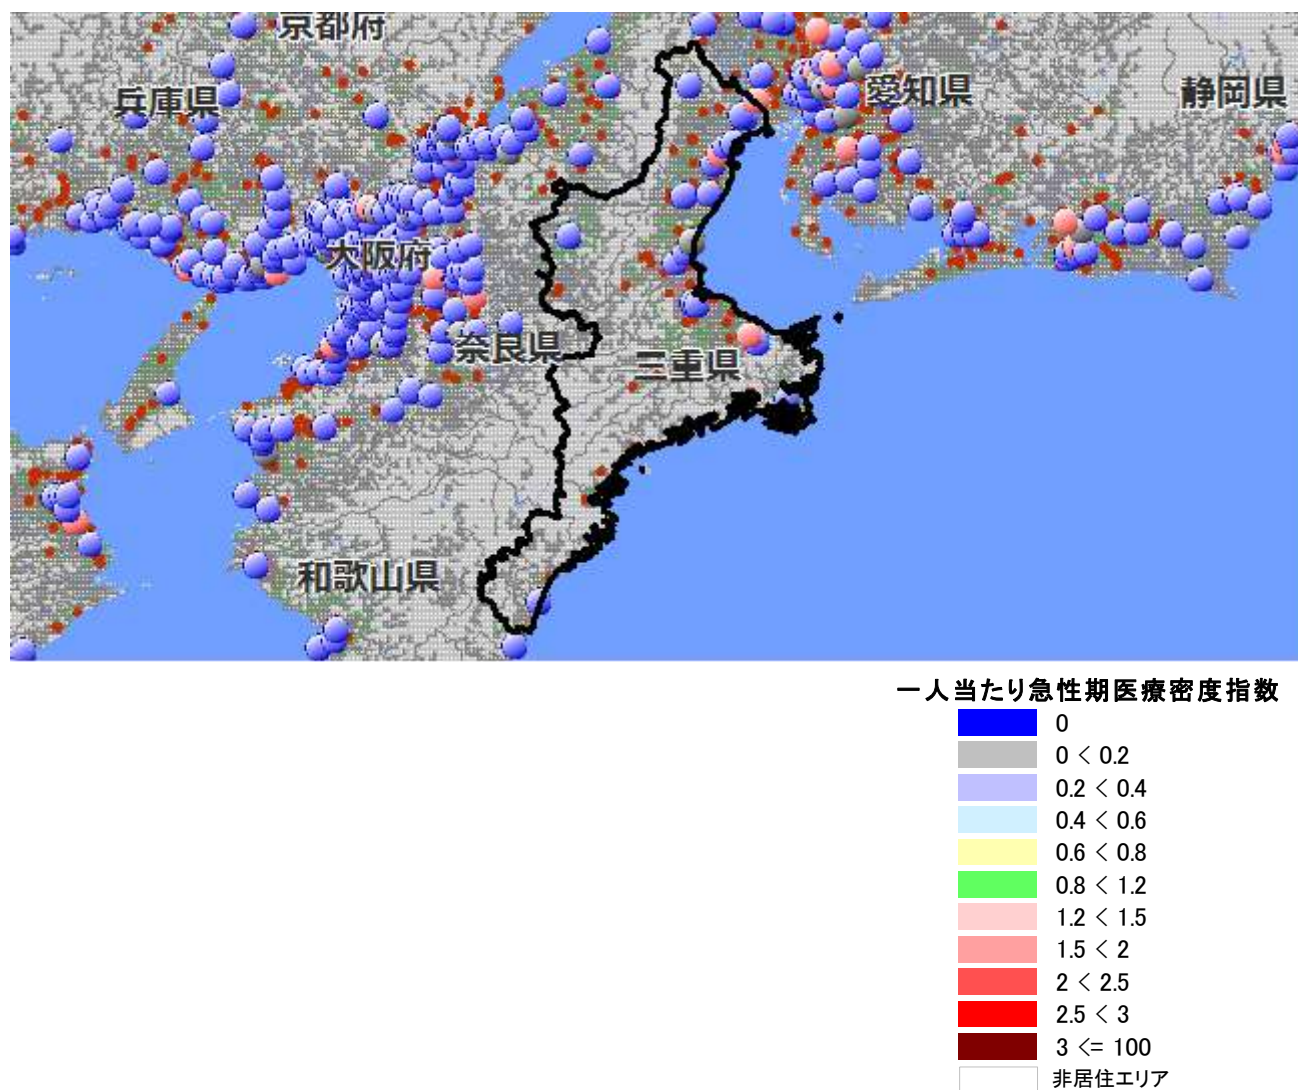 京都府
兵庫県
愛知県
静岡県
大阪府
奈良県
三重県
和歌山県
一人当たり急性期医療密度指数
0
0 < 0.2
0.2 < 0.4
0.4 < 0.6
0.6 < 0.8
0.8 < 1.2
1.2 < 1.5
1.5 < 2
2 < 2.5
2.5 < 3
3 <= 100
非居住エリア